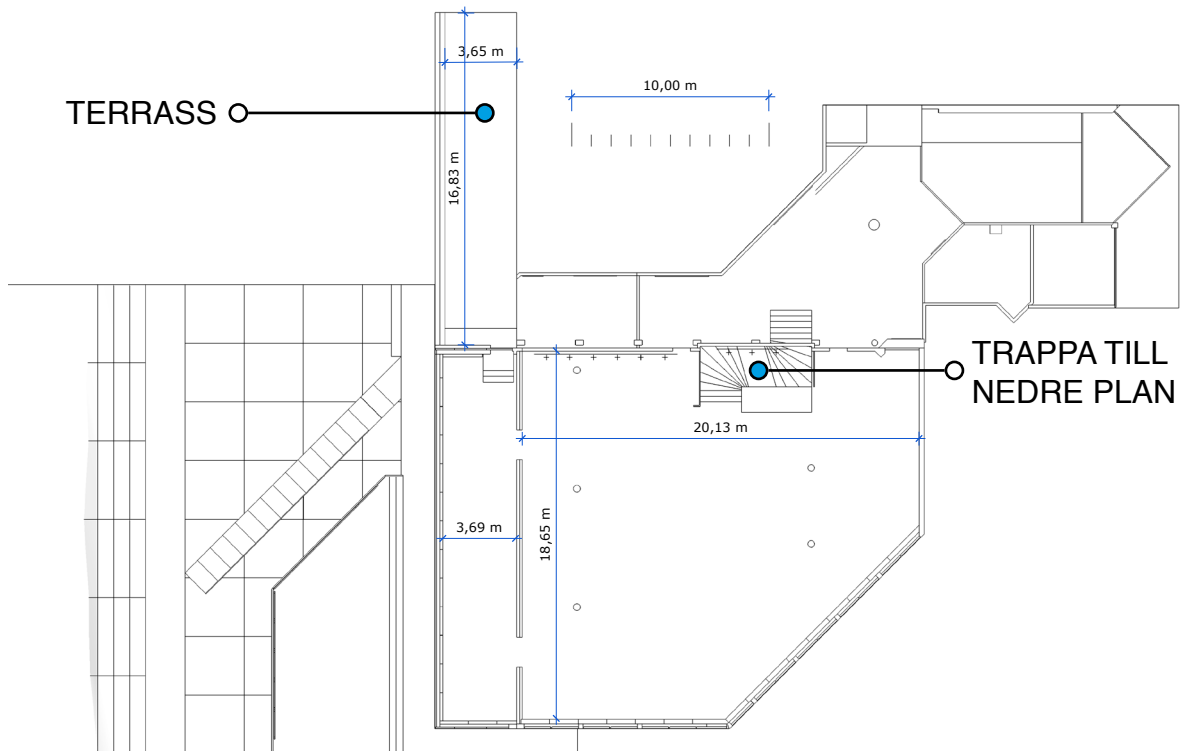 3,65 m
10,00 m
TERRASS
16,83 m
TRAPPA TILL
NEDRE PLAN
20,13 m
3,69 m
18,65 m